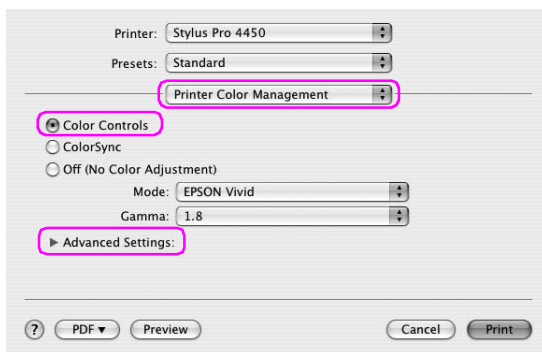 Printer: Stylus Pro 4450
Presets: Standard
Printer Color Management
Color Controls
ColorSync
Off (No Color Adjustment)
Mode: EPSON Vivid
Gamma: 1.8
Advanced Settings:
? PDF Preview Cancel Print